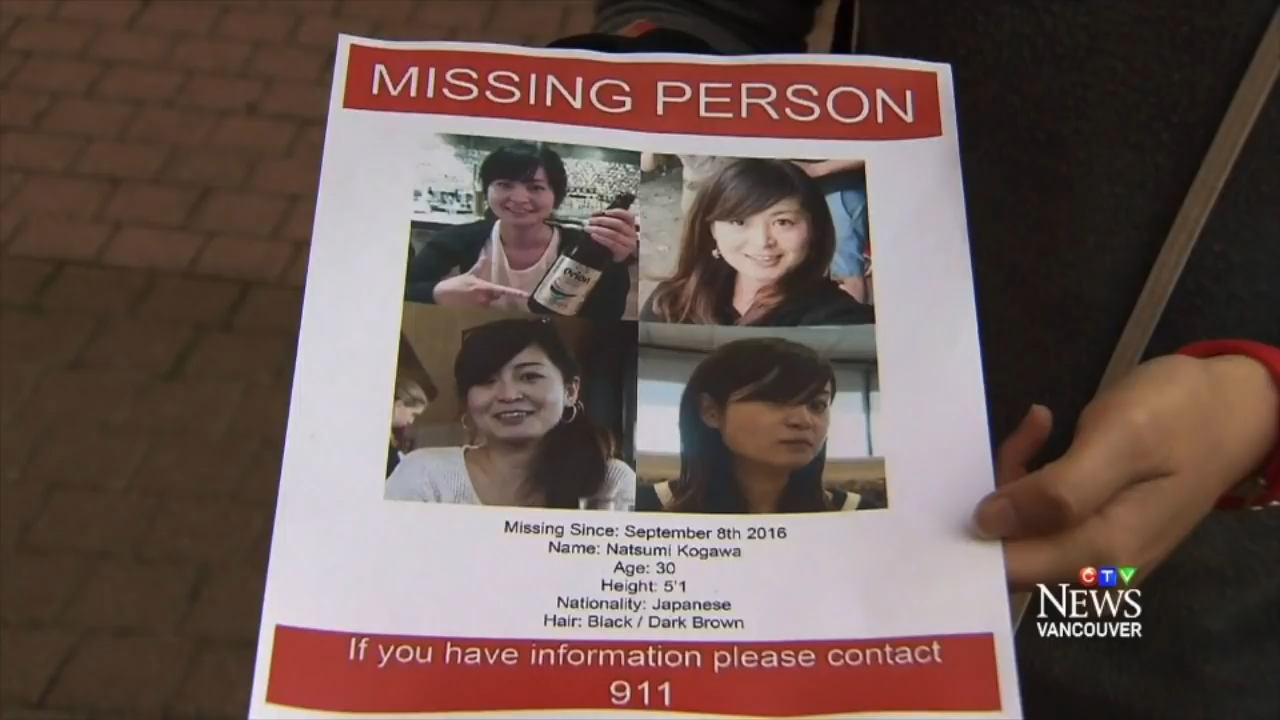 MISSING PERSON
Orion
Missing Since: September 8th 2016
Name: Natsumi Kogawa
Age: 30
Height: 5'1
Nationality: Japanese
Hair: Black / Dark Brown
If you have information please contact
911
CTV
NEWS
VANCOUVER